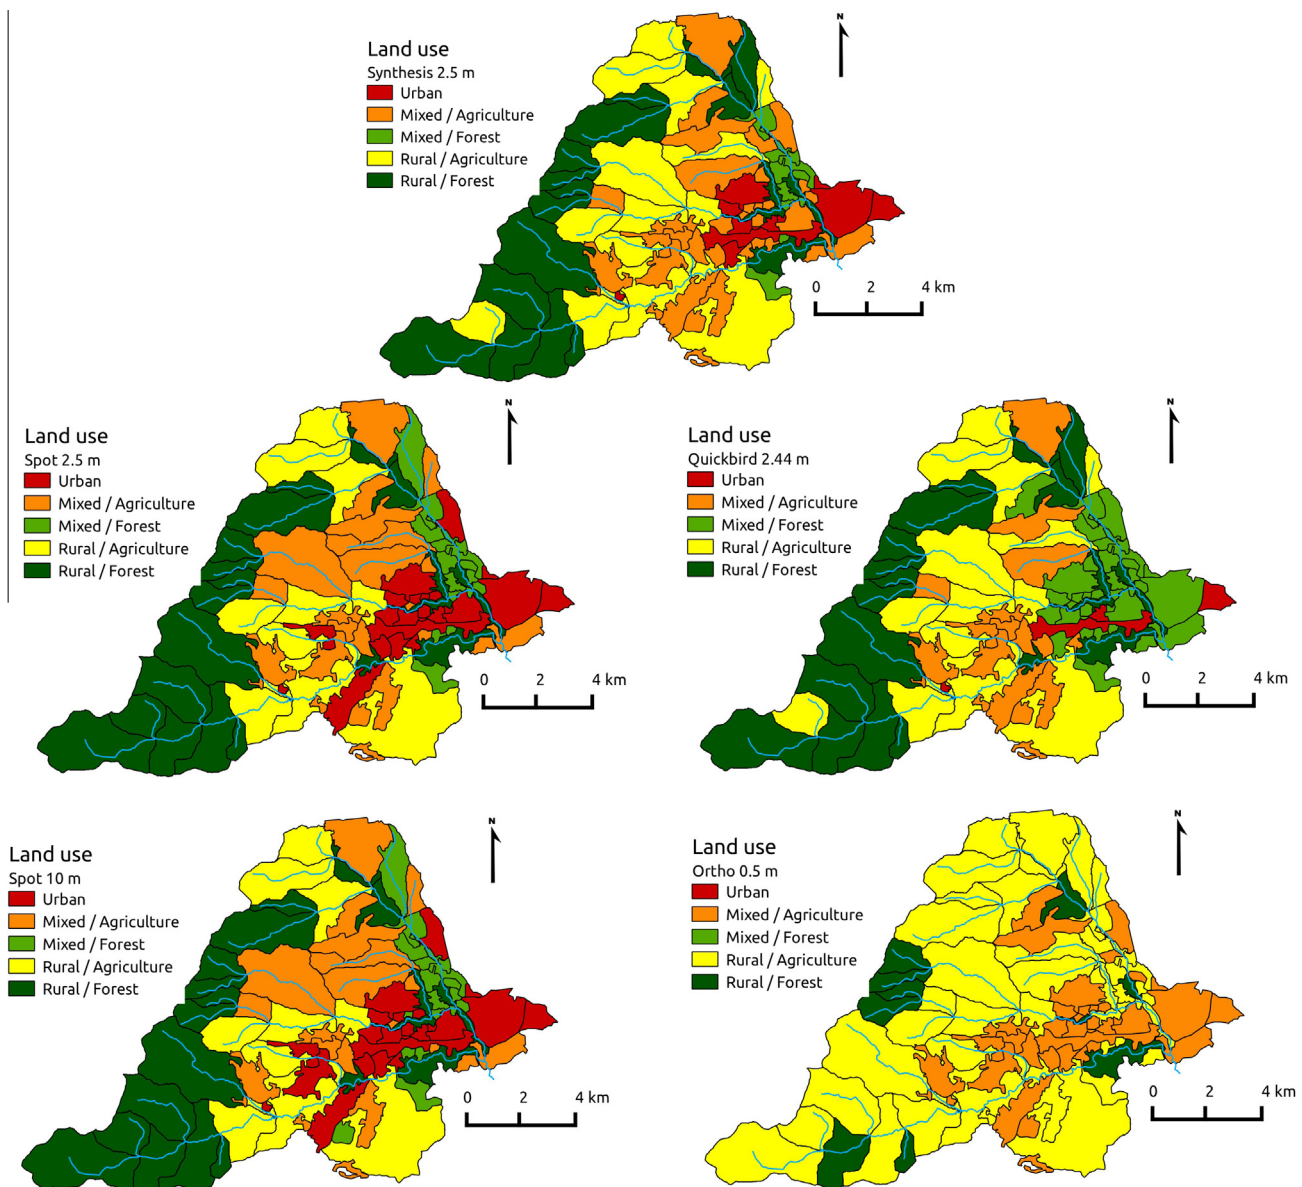 Land use
Synthesis 2.5 m
Urban
Mixed / Agriculture
Mixed / Forest
Rural / Agriculture
Rural / Forest
N
0 2 4 km
Land use
Spot 2.5 m
Urban
Mixed / Agriculture
Mixed / Forest
Rural / Agriculture
Rural / Forest
N
0 2 4 km
Land use
Quickbird 2.44 m
Urban
Mixed / Agriculture
Mixed / Forest
Rural / Agriculture
Rural / Forest
N
0 2 4 km
Land use
Spot 10 m
Urban
Mixed / Agriculture
Mixed / Forest
Rural / Agriculture
Rural / Forest
N
0 2 4 km
Land use
Ortho 0.5 m
Urban
Mixed / Agriculture
Mixed / Forest
Rural / Agriculture
Rural / Forest
N
0 2 4 km